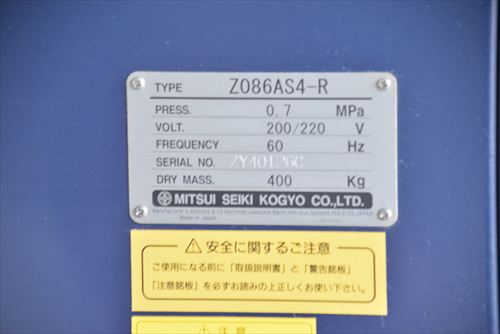 TYPE Z086AS4-R
PRESS. 0.7 MPa
VOLT. 200/220 V
FREQUENCY 60 Hz
SERIAL NO. ZY40126C
DRY MASS. 400 Kg
MITSUI SEIKI KOGYO CO.,LTD.
Made in Japan
⚠安全に関するご注意
ご使用になる前に「取扱説明書」と「警告銘板」
「注意銘板」を必ずお読みの上正しくお使い下さい。